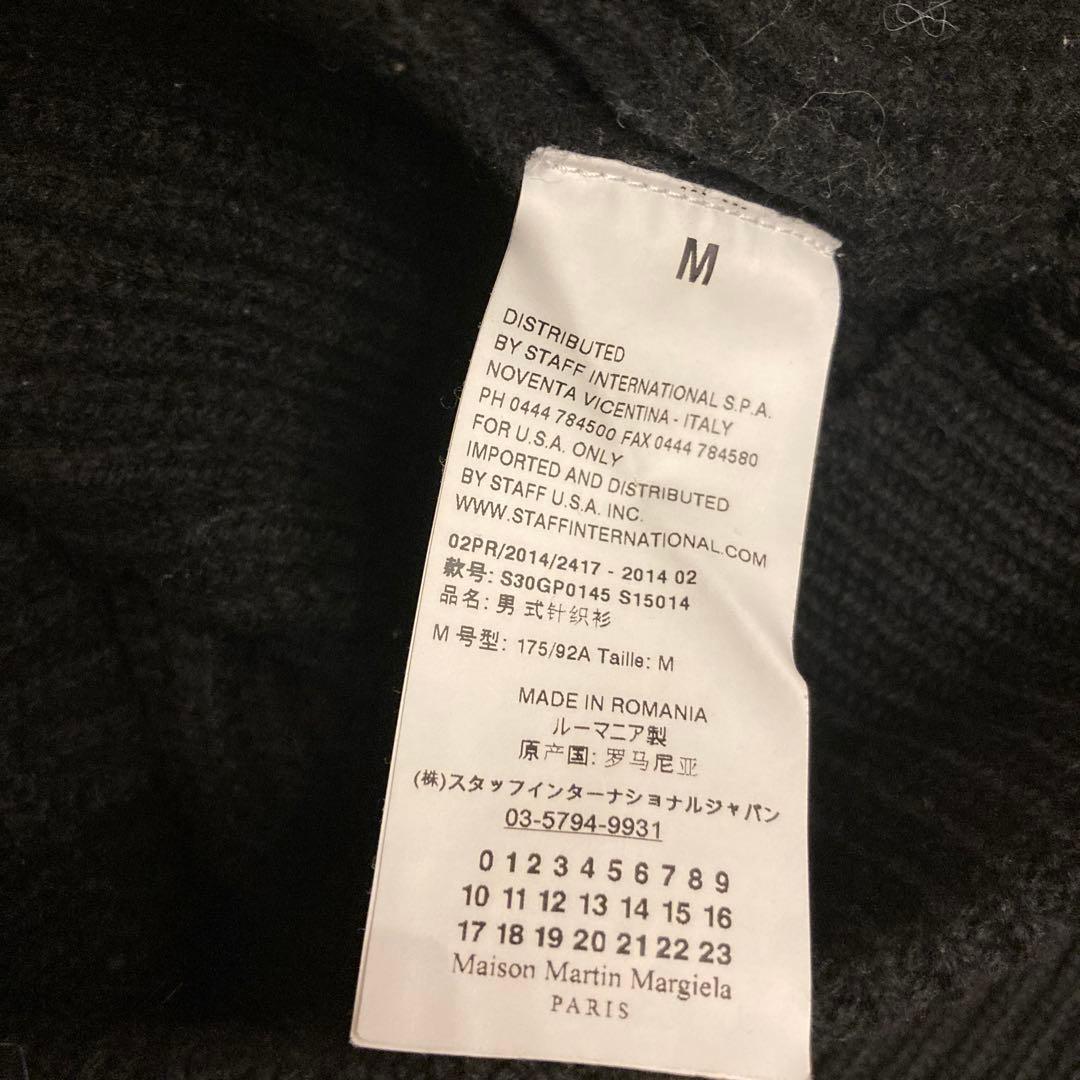 M
DISTRIBUTED
BY STAFF INTERNATIONAL S.P.A.
NOVENTA VICENTINA - ITALY
PH 0444 784500 FAX 0444 784580
FOR U.S.A. ONLY
IMPORTED AND DISTRIBUTED
BY STAFF U.S.A. INC.
WWW.STAFFINTERNATIONAL.COM
02PR/2014/2417 - 2014 02
款号: S30GP0145 S15014
品名: 男 式针织衫
M 号型: 175/92A Taille: M
MADE IN ROMANIA
ルーマニア製
原产国: 罗马尼亚
(株)スタッフインターナショナルジャパン
03-5794-9931
0 1 2 3 4 5 6 7 8 9
10 11 12 13 14 15 16
17 18 19 20 21 22 23
Maison Martin Margiela
PARIS